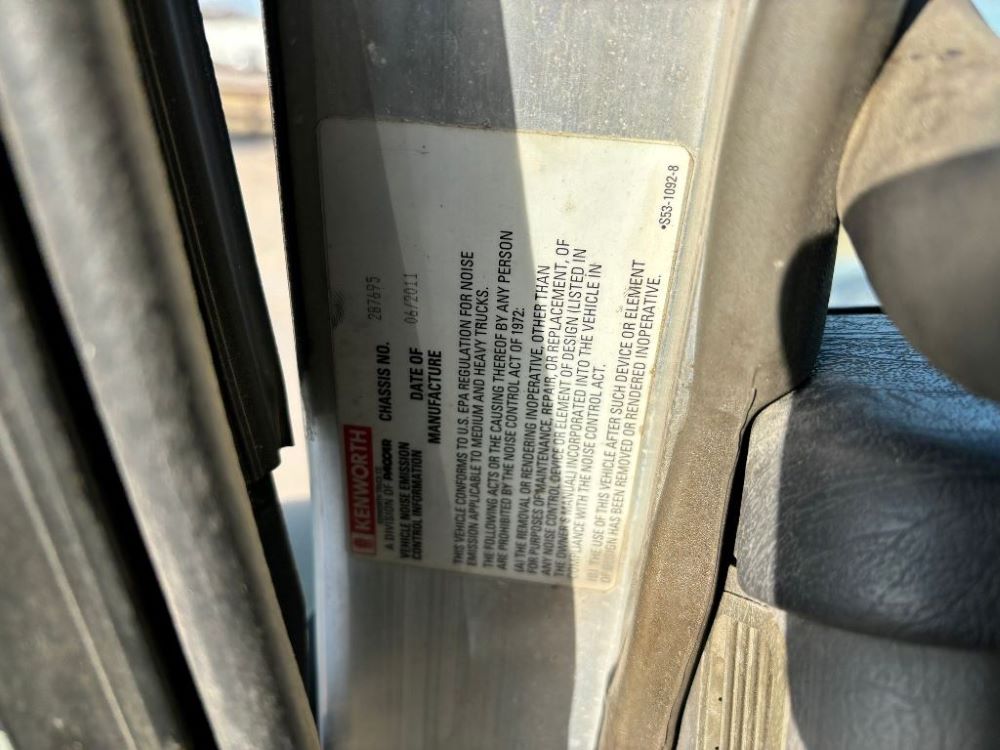 KENWORTH
A DIVISION OF PACCAR
CHASSIS NO. 287695
VEHICLE NOISE EMISSION
CONTROL INFORMATION
DATE OF 06/2011
MANUFACTURE
THIS VEHICLE CONFORMS TO U.S. EPA REGULATION FOR NOISE
EMISSION APPLICABLE TO MEDIUM AND HEAVY TRUCKS.
THE FOLLOWING ACTS OR THE CAUSING THEREOF BY ANY PERSON
ARE PROHIBITED BY THE NOISE CONTROL ACT OF 1972:
(A) THE REMOVAL OR RENDERING INOPERATIVE, OTHER THAN
FOR PURPOSES OF MAINTENANCE, REPAIR, OR REPLACEMENT, OF
ANY NOISE CONTROL DEVICE OR ELEMENT OF DESIGN (LISTED IN
THE OWNER'S MANUAL) INCORPORATED INTO THE VEHICLE IN
COMPLIANCE WITH THE NOISE CONTROL ACT.
(B) THE USE OF THIS VEHICLE AFTER SUCH DEVICE OR ELEMENT
OF DESIGN HAS BEEN REMOVED OR RENDERED INOPERATIVE.
•S53-1092-8